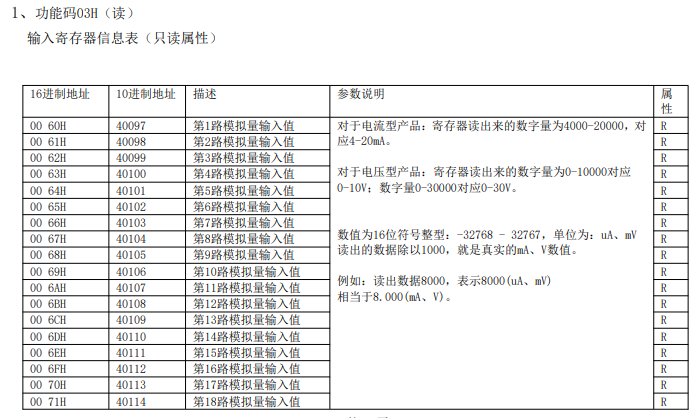 1、功能码03H（读）
输入寄存器信息表（只读属性）
16进制地址 10进制地址 描述 参数说明 属性
00 60H 40097 第1路模拟量输入值 R
00 61H 40098 第2路模拟量输入值 R
00 62H 40099 第3路模拟量输入值 R
00 63H 40100 第4路模拟量输入值 R
00 64H 40101 第5路模拟量输入值 R
00 65H 40102 第6路模拟量输入值 R
00 66H 40103 第7路模拟量输入值 R
00 67H 40104 第8路模拟量输入值 R
00 68H 40105 第9路模拟量输入值 R
00 69H 40106 第10路模拟量输入值 R
00 6AH 40107 第11路模拟量输入值 R
00 6BH 40108 第12路模拟量输入值 R
00 6CH 40109 第13路模拟量输入值 R
00 6DH 40110 第14路模拟量输入值 R
00 6EH 40111 第15路模拟量输入值 R
00 6FH 40112 第16路模拟量输入值 R
00 70H 40113 第17路模拟量输入值 R
00 71H 40114 第18路模拟量输入值 R
对于电流型产品：寄存器读出来的数字量为4000-20000，对
应4-20mA。
对于电压型产品：寄存器读出来的数字量为0-10000对应
0-10V；数字量0-30000对应0-30V。
数值为16位符号整型：-32768 - 32767，单位为：uA、mV
读出的数据除以1000，就是真实的mA、V数值。
例如：读出数据8000，表示8000(uA、mV)
相当于8.000(mA、V)。